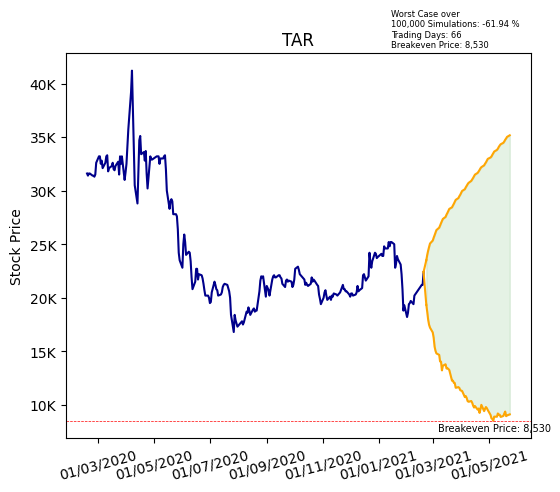 Worst Case over
100,000 Simulations: -61.94 %
Trading Days: 66
Breakeven Price: 8,530
TAR
Stock Price
40K
35K
30K
25K
20K
15K
10K
Breakeven Price: 8,530
01/03/2020 01/05/2020 01/07/2020 01/09/2020 01/11/2020 01/01/2021 01/03/2021 01/05/2021